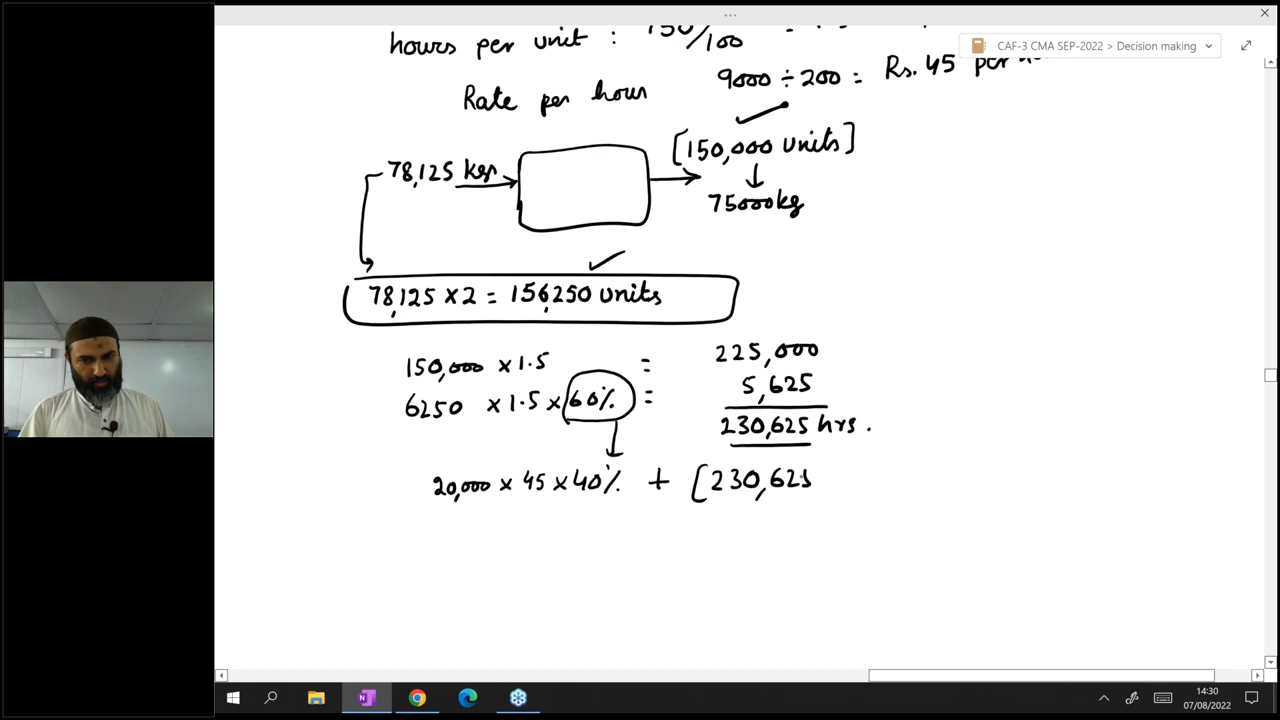 CAF-3 CMA SEP-2022 > Decision making
hours per unit : 150/100 =
Rate per hour 9000 ÷ 200 = Rs. 45 per
[150,000 units]
78,125 kgs
75000kg
78,125 x 2 = 156,250 units
150,000 x 1.5 = 225,000
6250 x 1.5 x 60% = 5,625
230,625 hrs.
20,000 x 45 x 40% + [230,625
14:30
07/08/2022